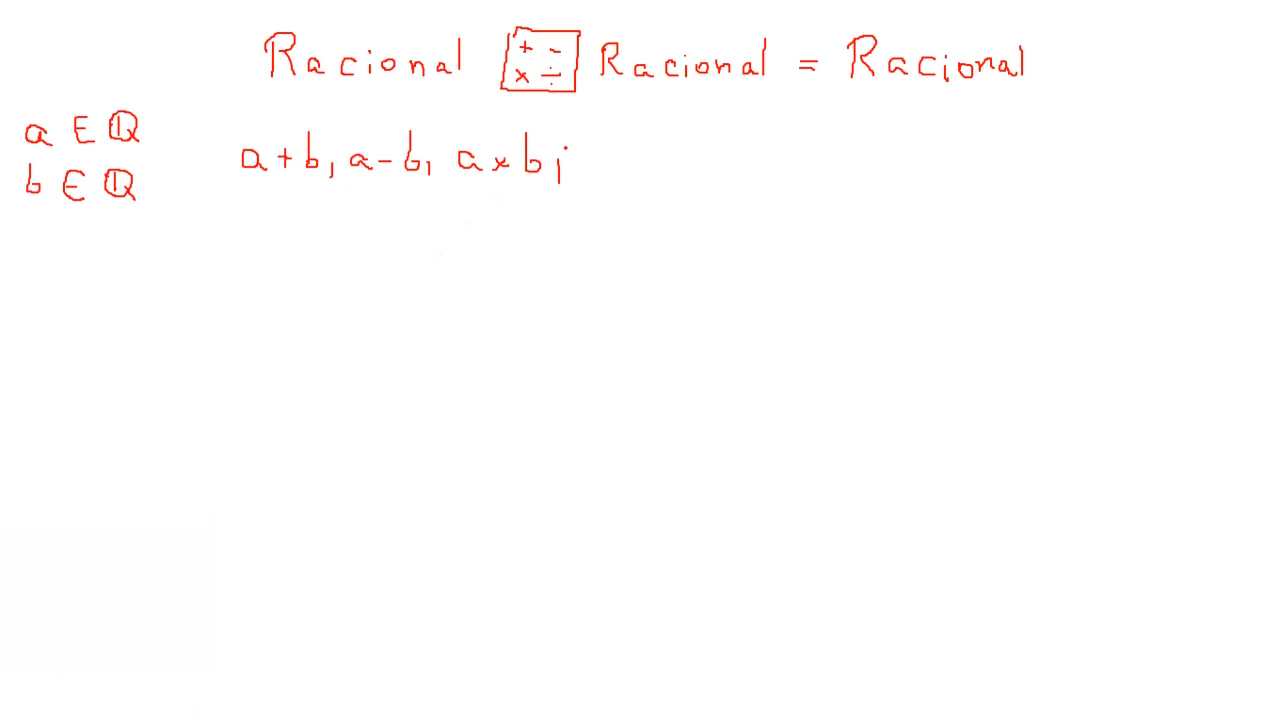 Racional + - × ÷ Racional = Racional
a ∈ ℚ
b ∈ ℚ
a + b, a - b, a × b ;